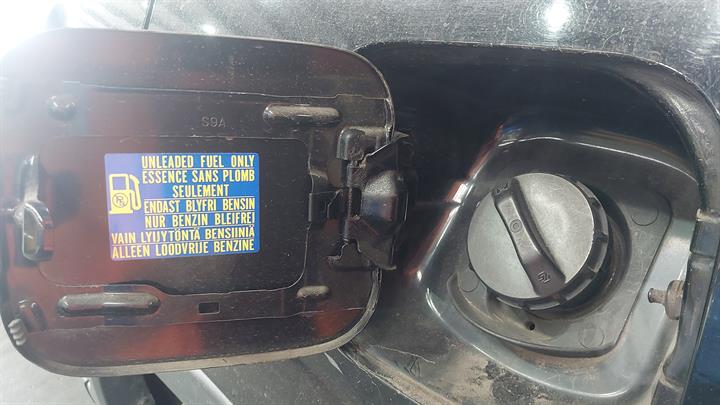 S9A
UNLEADED FUEL ONLY
ESSENCE SANS PLOMB
SEULEMENT
ENDAST BLYFRI BENSIN
NUR BENZIN BLEIFREI
VAIN LYIJYTÖNTÄ BENSIINIÄ
ALLEEN LOODVRIJE BENZINE